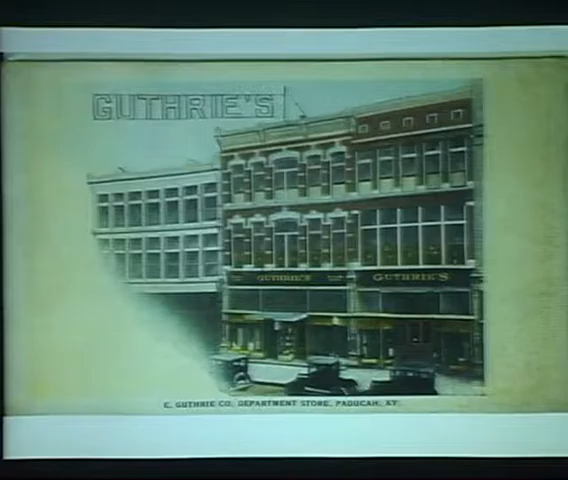 GUTHRIE'S
GUTHRIE'S GUTHRIE'S
E. GUTHRIE CO. DEPARTMENT STORE, PADUCAH, KY.